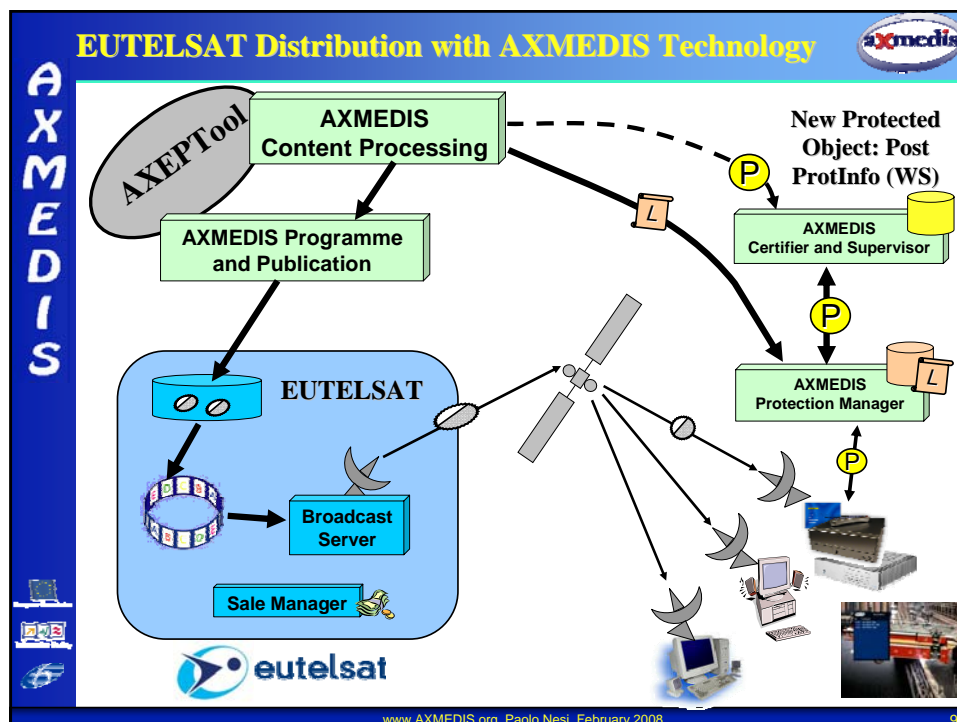 EUTELSAT Distribution with AXMEDIS Technology
axmedis
AXMEDIS
AXEPTool
AXMEDIS
Content Processing
New Protected
Object: Post
ProtInfo (WS)
P
L
AXMEDIS Programme
and Publication
AXMEDIS
Certifier and Supervisor
P
EUTELSAT
AXMEDIS
Protection Manager
L
P
E D C B A
A B C D E
Broadcast
Server
Sale Manager
eutelsat
www.AXMEDIS.org, Paolo Nesi, February 2008
9